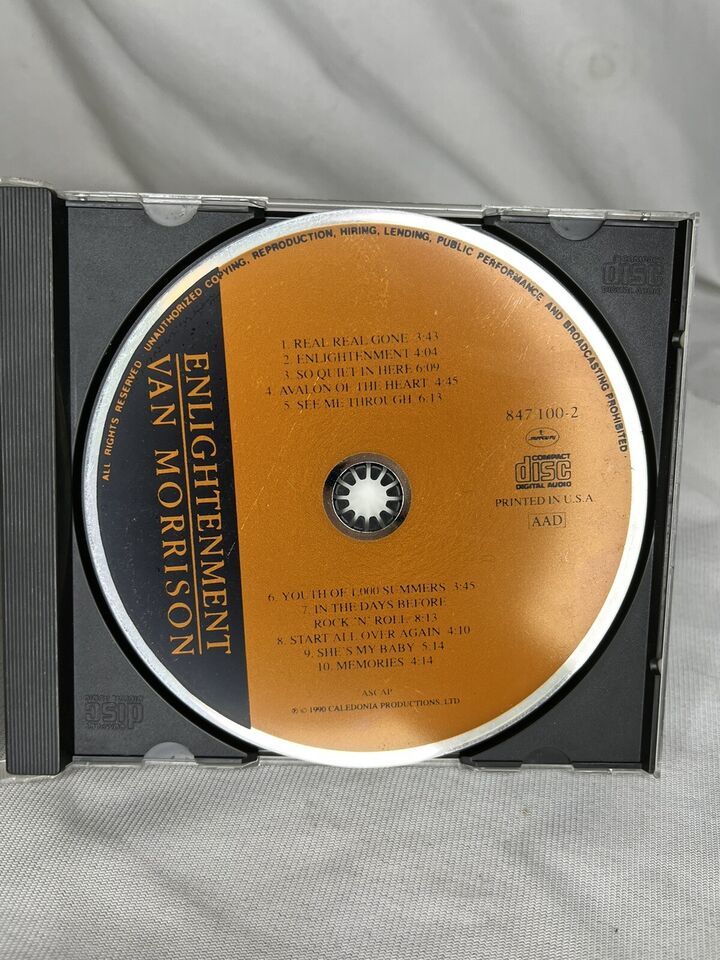 ALL RIGHTS RESERVED UNAUTHORIZED COPYING, REPRODUCTION, HIRING, LENDING, PUBLIC PERFORMANCE AND BROADCASTING PROHIBITED
ENLIGHTENMENT
VAN MORRISON
1. REAL REAL GONE 3:43
2. ENLIGHTENMENT 4:04
3. SO QUIET IN HERE 6:09
4. AVALON OF THE HEART 4:45
5. SEE ME THROUGH 6:13
847 100-2
mercury
COMPACT
disc
DIGITAL AUDIO
PRINTED IN U.S.A
AAD
6. YOUTH OF 1,000 SUMMERS 3:45
7. IN THE DAYS BEFORE
ROCK 'N' ROLL 8:13
8. START ALL OVER AGAIN 4:10
9. SHE'S MY BABY 5:14
10. MEMORIES 4:14
ASCAP
℗ © 1990 CALEDONIA PRODUCTIONS, LTD
COMPACT
disc
DIGITAL AUDIO
COMPACT
disc
DIGITAL AUDIO